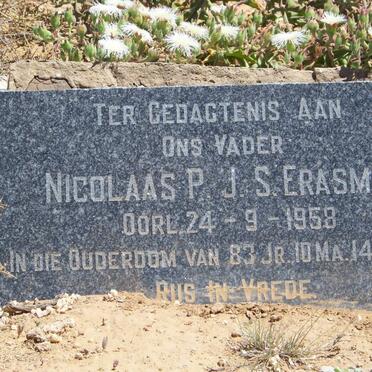 TER GEDAGTENIS AAN
ONS VADER
NICOLAAS P. J. S. ERASM
OORL. 24 - 9 - 1958
IN DIE OUDERDOM VAN 83 JR. 10 MA. 14
RUS IN VREDE.